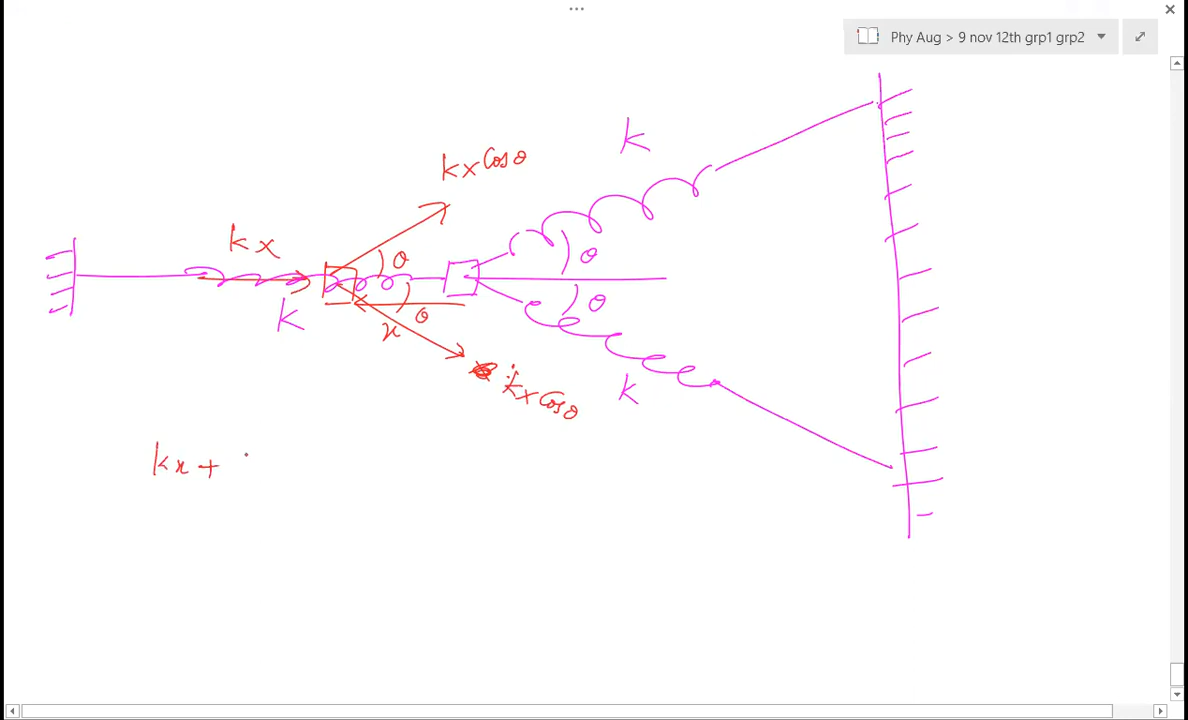 Phy Aug > 9 nov 12th grp1 grp2
k
kx Cosθ
kx
θ
θ
k
x
θ
θ
kx Cosθ
k
kx +